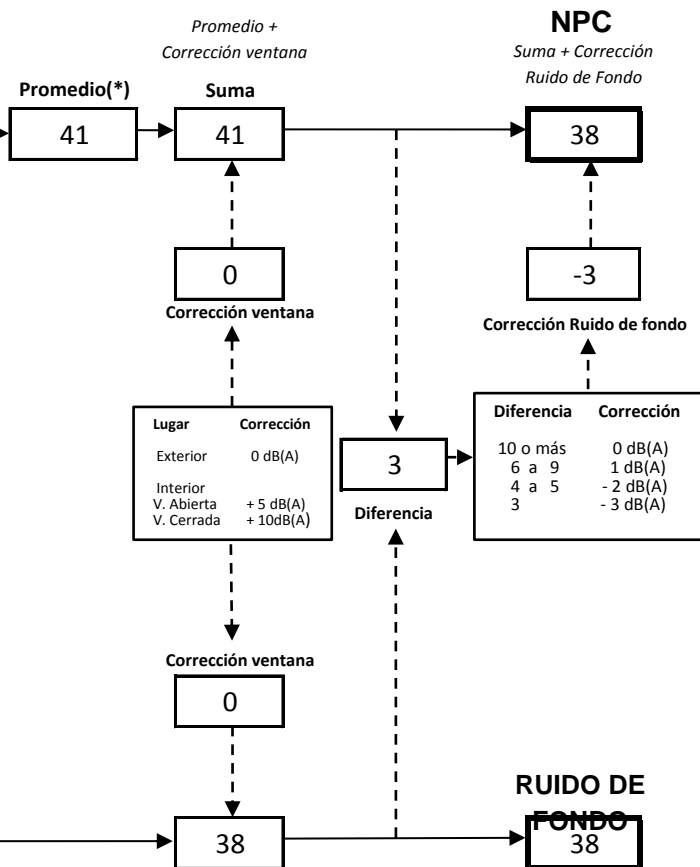 Promedio +
Corrección ventana
NPC
Suma + Corrección
Ruido de Fondo
Promedio(*)
Suma
41
41
38
0
-3
Corrección ventana
Corrección Ruido de fondo
Lugar Corrección
Exterior 0 dB(A)
Interior
V. Abierta + 5 dB(A)
V. Cerrada + 10dB(A)
3
Diferencia
Diferencia Corrección
10 o más 0 dB(A)
6 a 9 1 dB(A)
4 a 5 - 2 dB(A)
3 - 3 dB(A)
Corrección ventana
0
RUIDO DE
FONDO
38
38